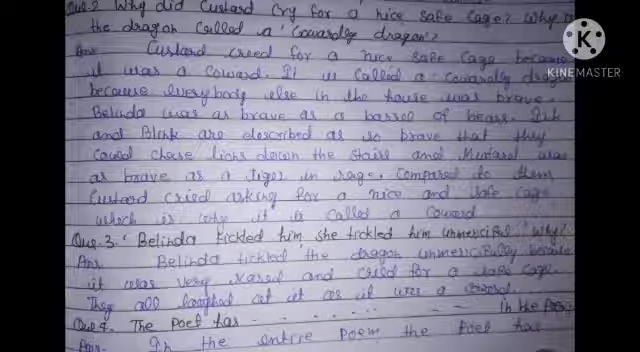 Que.2 Why did Custard Cry for a nice safe cage? Why is
the dragon called a 'Cowardly dragon'?
Ans Custard creed for a nice safe cage because
it was a coward. It is called a cowardly dragon
because everybody else in the house was brave.
Belinda was as brave as a barrel of bears. Ink
and Blink are described as so brave that they
could chase lions down the stairs and Mustard was
as brave as a tiger in rage. Compared to them
Custard cried asking for a nice and safe cage
which is why it is called a coward
Que.3. 'Belinda tickled him, she tickled him unmerciful.' Why?
Ans. Belinda tickled the dragon unmercifully because
it was very scared and cried for a safe cage.
They all laughed at it as it was a coward.
Que 4. The Poet has - - - - - - - - in the Poem
Ans. In the entire Poem the Poet has
KINEMASTER